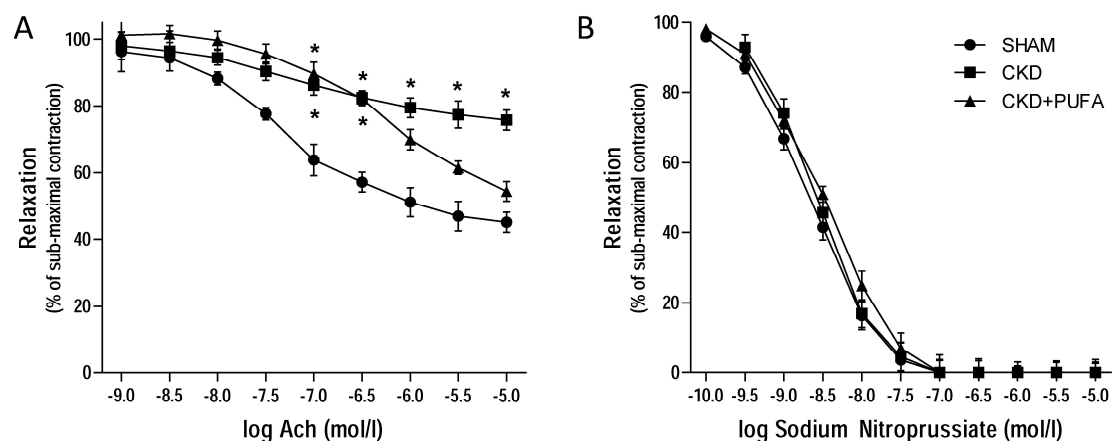 A
Relaxation
(% of sub-maximal contraction)
100
80
60
40
20
0
*
*
*
*
*
*
*
-9.0 -8.5 -8.0 -7.5 -7.0 -6.5 -6.0 -5.5 -5.0
log Ach (mol/l)
B
Relaxation
(% of sub-maximal contraction)
100
80
60
40
20
0
SHAM
CKD
CKD+PUFA
-10.0 -9.5 -9.0 -8.5 -8.0 -7.5 -7.0 -6.5 -6.0 -5.5 -5.0
log Sodium Nitroprussiate (mol/l)